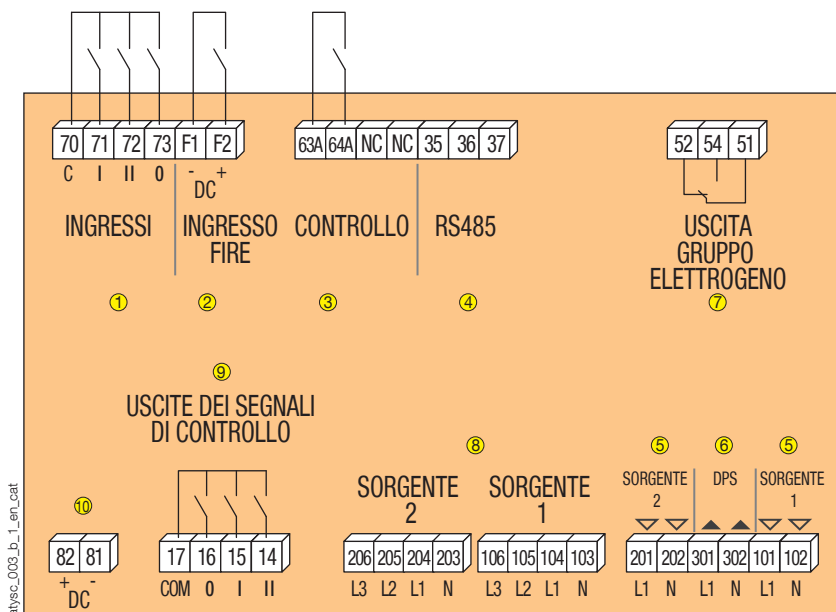 70 71 72 73 F1 F2
C I II 0 - DC +
63A 64A NC NC 35 36 37
52 54 51
INGRESSI
INGRESSO
FIRE
CONTROLLO
RS485
USCITA
GRUPPO
ELETTROGENO
1 2 3 4 7
9
USCITE DEI SEGNALI
DI CONTROLLO
8
5 6 5
SORGENTE
2
SORGENTE
1
SORGENTE
2
DPS
SORGENTE
1
10
82 81
+ DC -
17 16 15 14
COM 0 I II
206 205 204 203
L3 L2 L1 N
106 105 104 103
L3 L2 L1 N
201 202 301 302 101 102
L1 N L1 N L1 N
atysc_003_b_1_en_cat